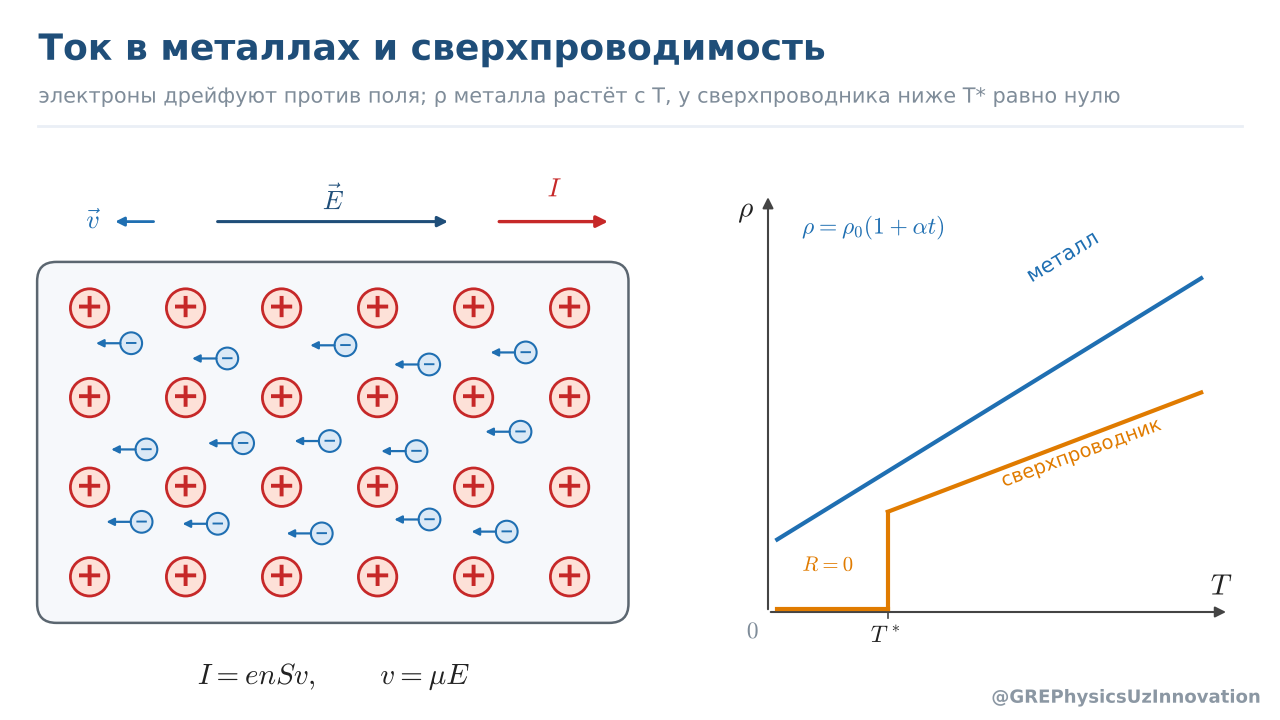 Ток в металлах и сверхпроводимость
электроны дрейфуют против поля; ρ металла растёт с T, у сверхпроводника ниже T* равно нулю
v⃗
E⃗
I
+ + + + + +
− − − − −
+ + + + + +
− − − − −
+ + + + + +
− − − − −
+ + + + + +
I = enSv, v = μE
ρ
ρ = ρ₀(1 + αt)
металл
сверхпроводник
R = 0
T
0
T*
@GREPhysicsUzInnovation